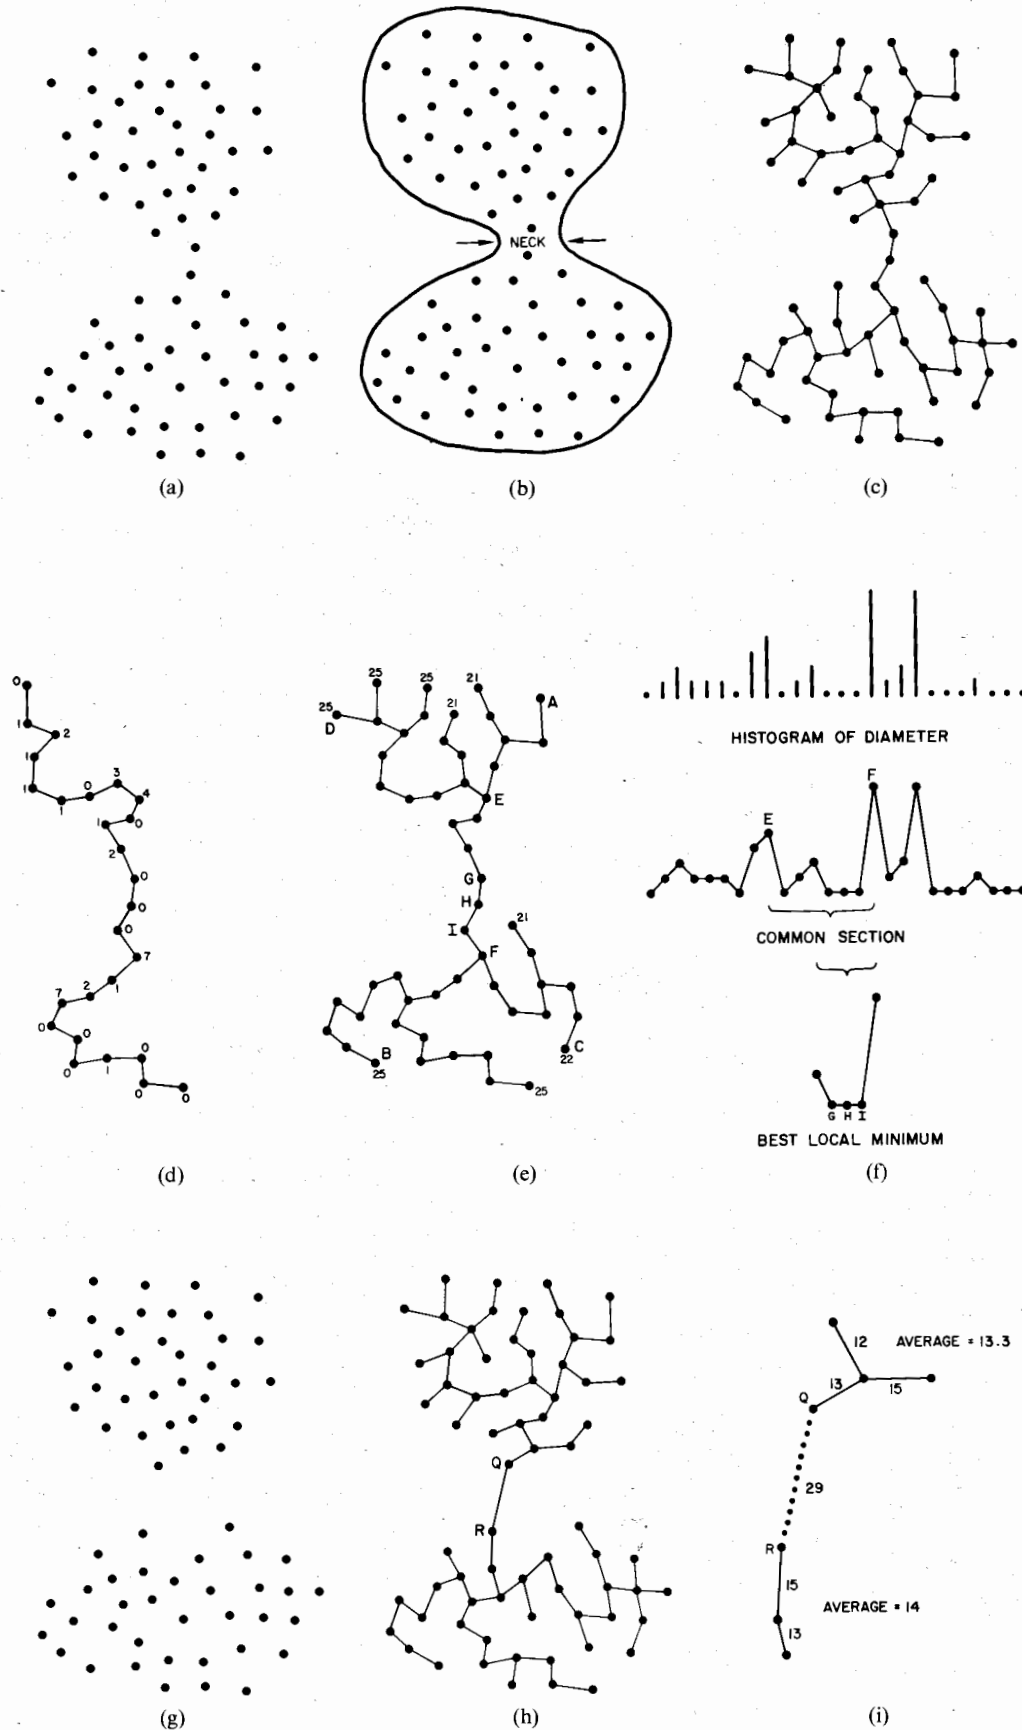 NECK
(a)
(b)
(c)
0
1
2
1
1
1
0
3
4
0
1
2
0
0
0
7
1
2
7
0
0
0
1
0
0
0
(d)
25
25
25
D
21
21
A
E
G
H
I
F
21
B
25
C
22
25
(e)
HISTOGRAM OF DIAMETER
E
F
COMMON SECTION
G H I
BEST LOCAL MINIMUM
(f)
(g)
Q
R
(h)
12 AVERAGE = 13.3
13
15
Q
29
R
15
AVERAGE = 14
13
(i)